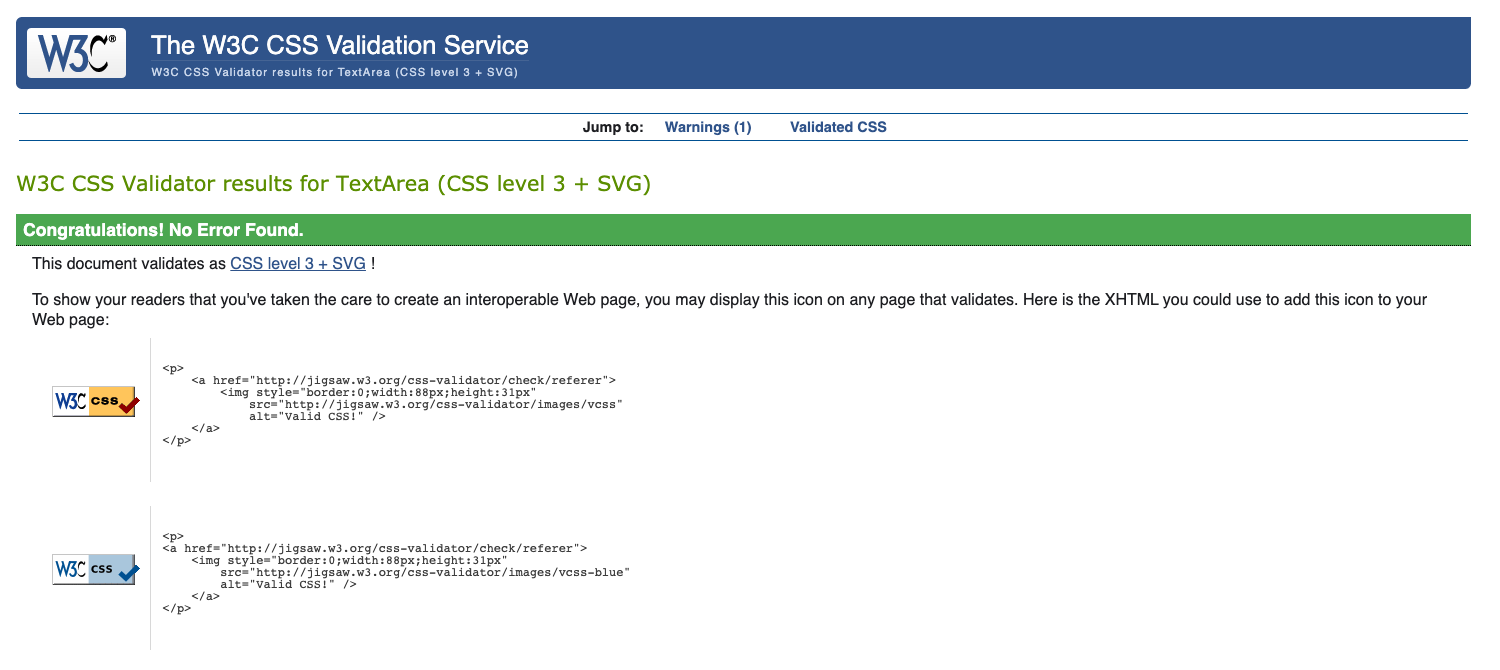 W3C®
The W3C CSS Validation Service
W3C CSS Validator results for TextArea (CSS level 3 + SVG)
Jump to: Warnings (1) Validated CSS
W3C CSS Validator results for TextArea (CSS level 3 + SVG)
Congratulations! No Error Found.
This document validates as CSS level 3 + SVG !
To show your readers that you've taken the care to create an interoperable Web page, you may display this icon on any page that validates. Here is the XHTML you could use to add this icon to your
Web page:
W3C css
<p>
    <a href="http://jigsaw.w3.org/css-validator/check/referer">
        <img style="border:0;width:88px;height:31px"
            src="http://jigsaw.w3.org/css-validator/images/vcss"
            alt="Valid CSS!" />
    </a>
</p>
W3C css
<p>
<a href="http://jigsaw.w3.org/css-validator/check/referer">
    <img style="border:0;width:88px;height:31px"
        src="http://jigsaw.w3.org/css-validator/images/vcss-blue"
        alt="Valid CSS!" />
    </a>
</p>